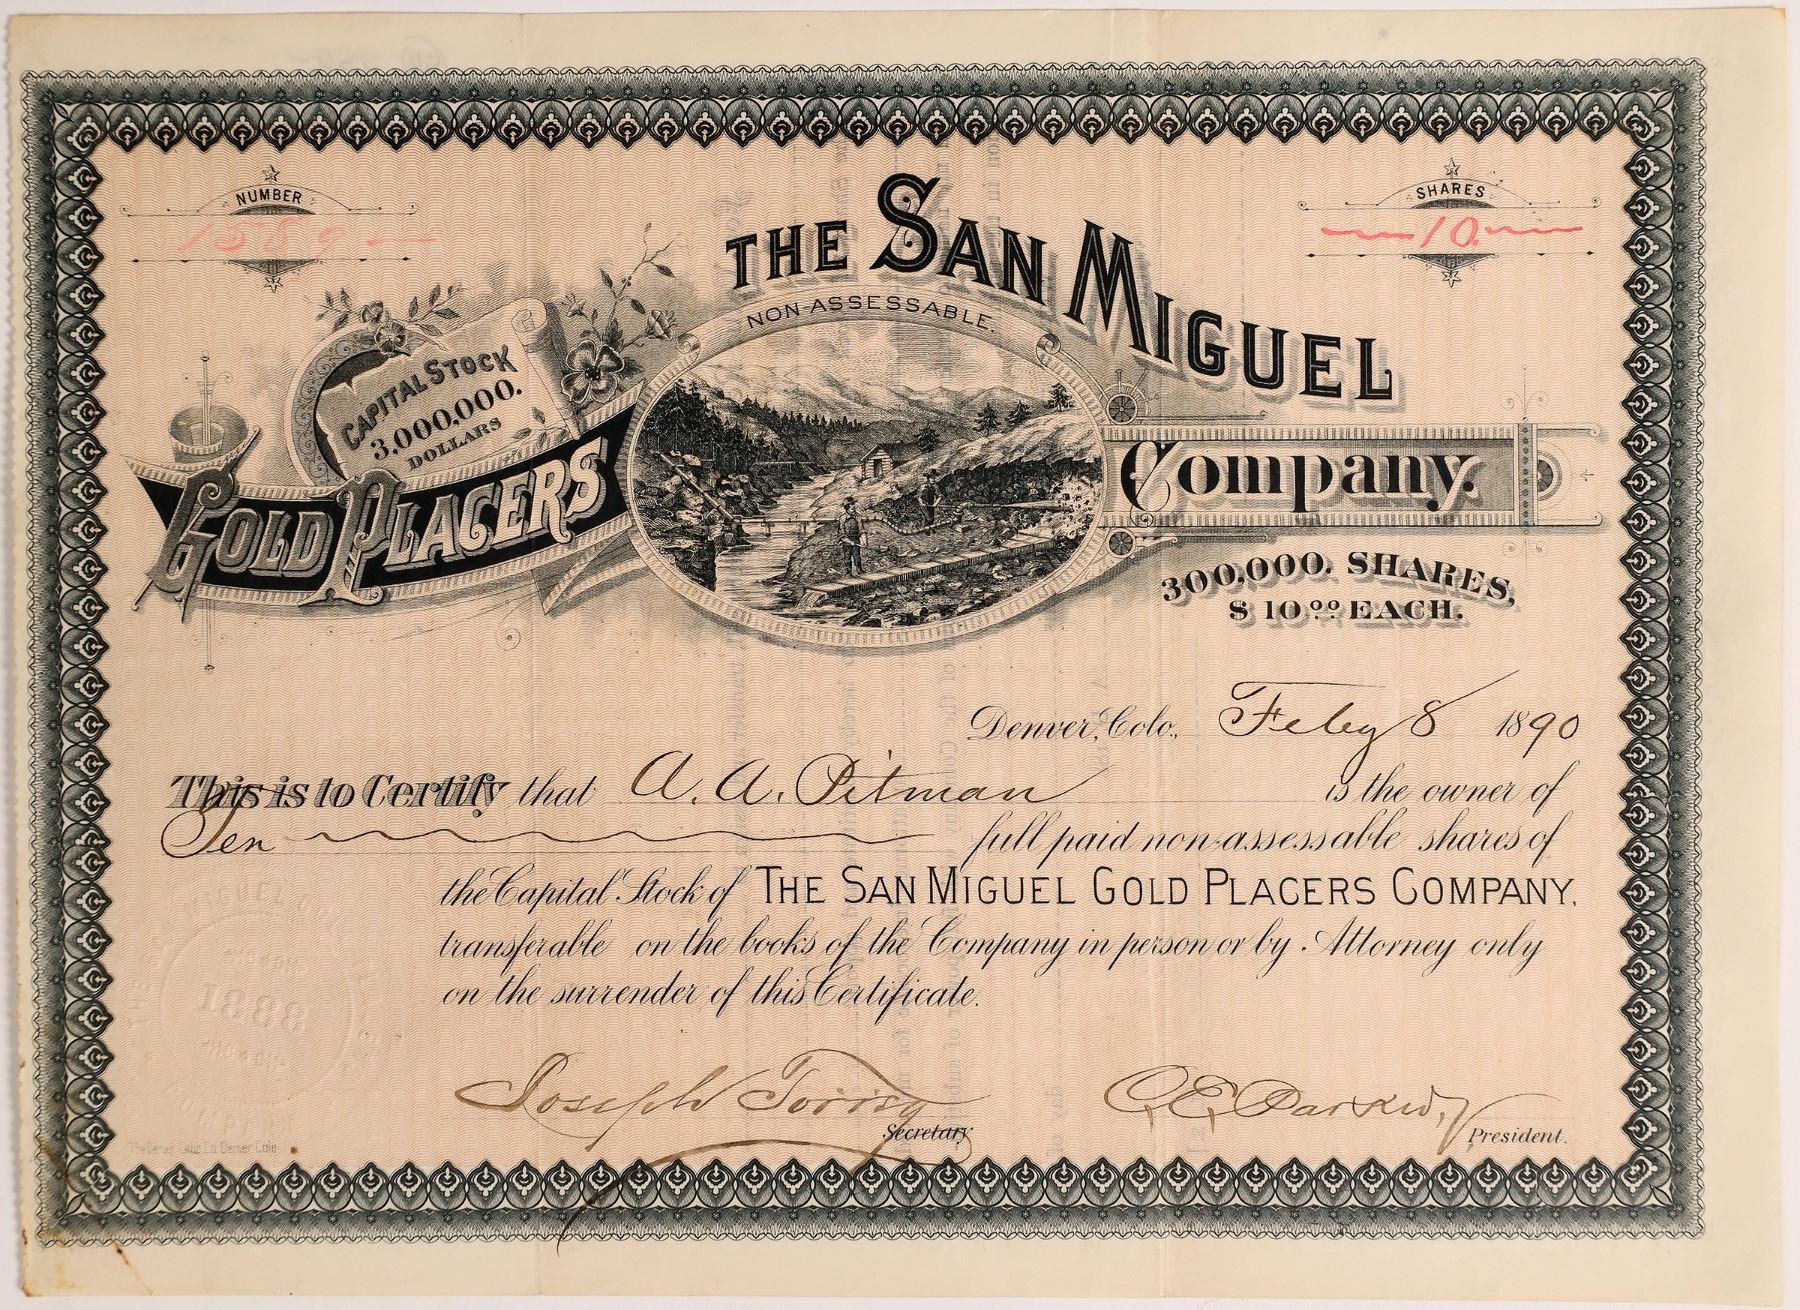 NUMBER
SHARES
10.
THE SAN MIGUEL
NON-ASSESSABLE.
CAPITAL STOCK
3,000,000.
DOLLARS
GOLD PLACERS
Company.
300,000. SHARES,
$10.00 EACH.
Denver, Colo., Feby 8 1890
This is to Certify that A. A. Pitman is the owner of
Ten full paid non-assessable shares of
the Capital Stock of THE SAN MIGUEL GOLD PLACERS COMPANY,
transferable on the books of the Company in person or by Attorney only
on the surrender of this Certificate.
Joseph
Secretary
C. E.
President.